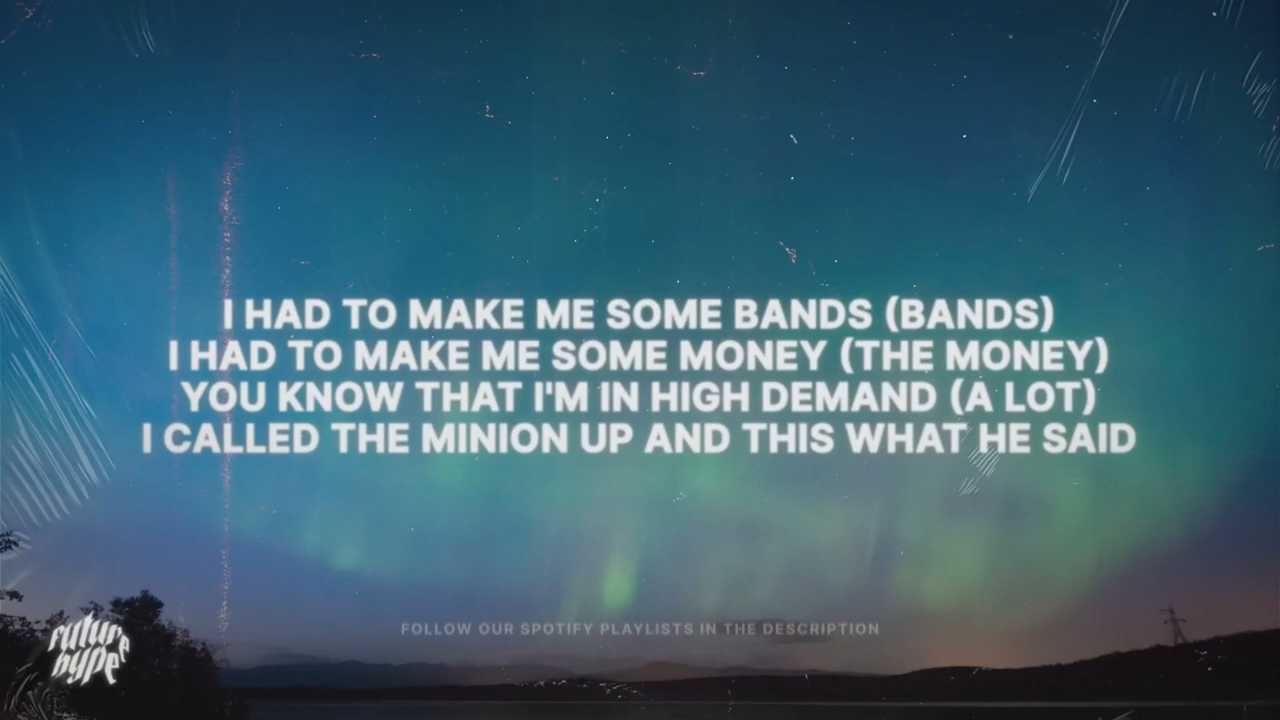 I HAD TO MAKE ME SOME BANDS (BANDS)
I HAD TO MAKE ME SOME MONEY (THE MONEY)
YOU KNOW THAT I'M IN HIGH DEMAND (A LOT)
I CALLED THE MINION UP AND THIS WHAT HE SAID
FOLLOW OUR SPOTIFY PLAYLISTS IN THE DESCRIPTION
future
hype